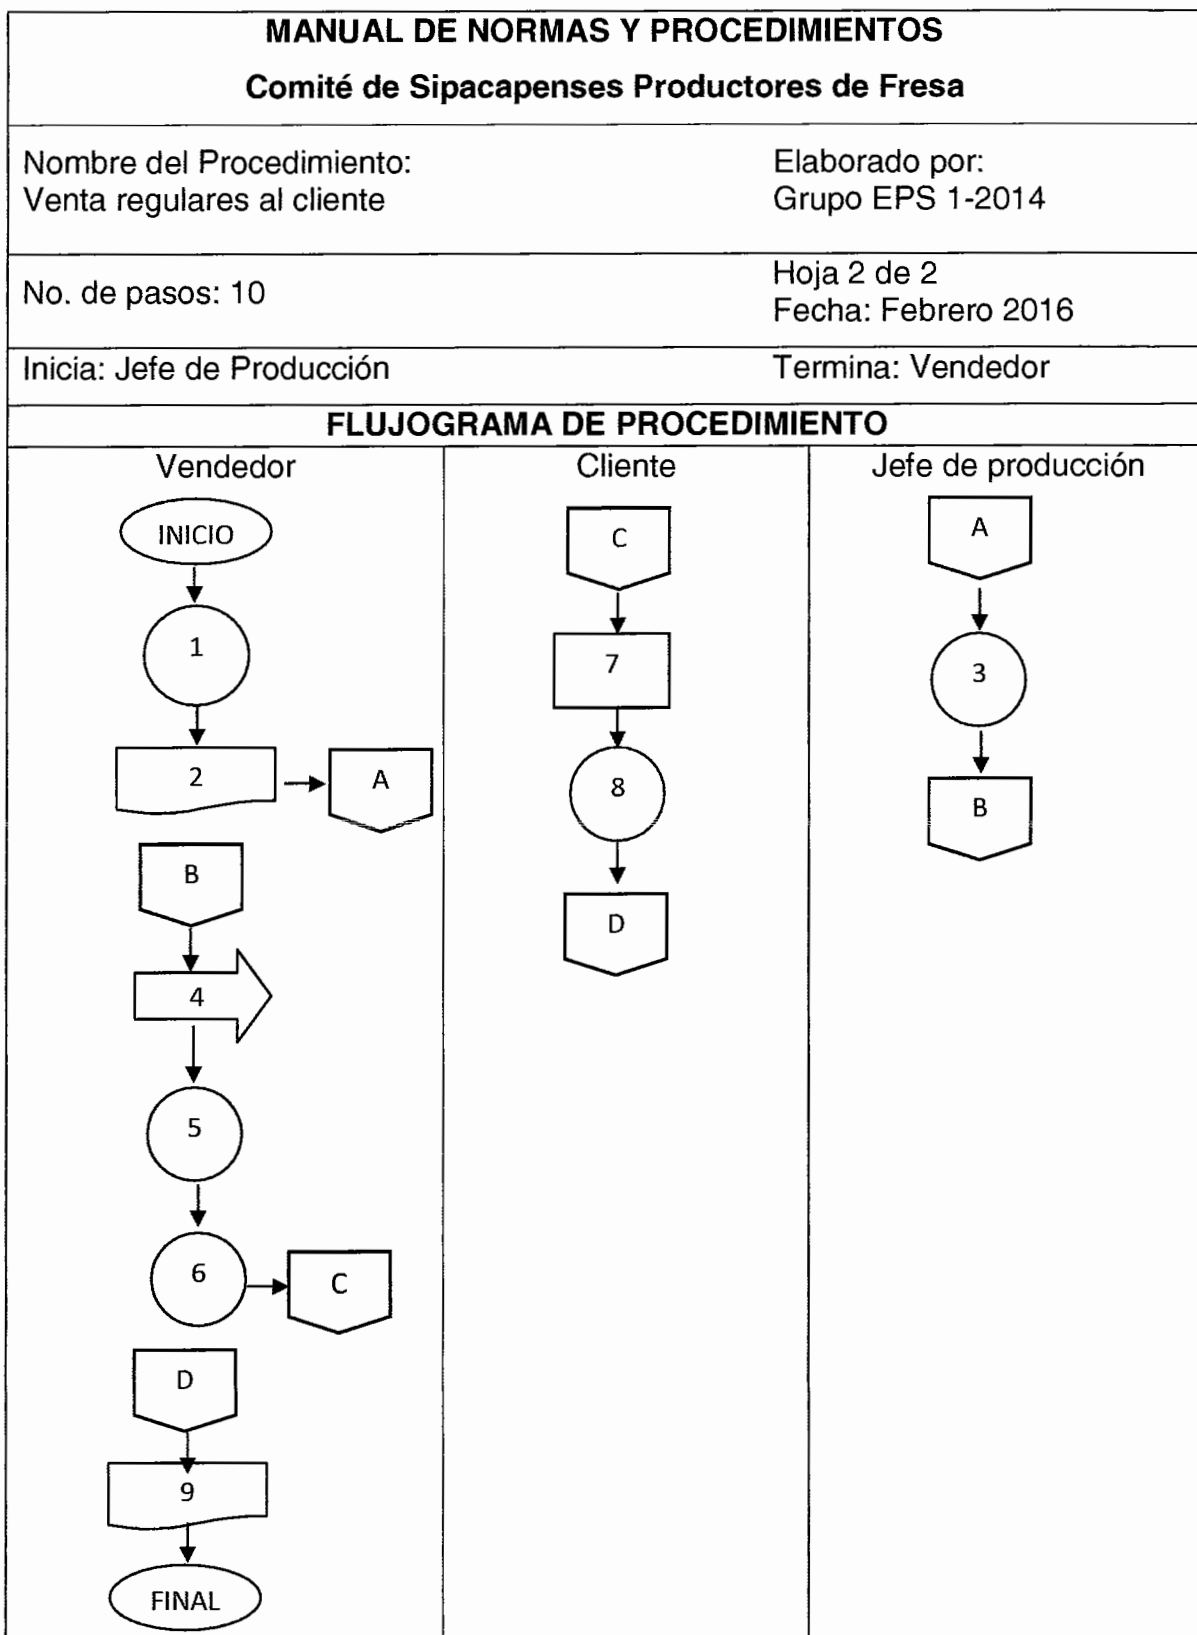 MANUAL DE NORMAS Y PROCEDIMIENTOS
Comité de Sipacapenses Productores de Fresa
Nombre del Procedimiento:
Venta regulares al cliente
Elaborado por:
Grupo EPS 1-2014
No. de pasos: 10
Hoja 2 de 2
Fecha: Febrero 2016
Inicia: Jefe de Producción
Termina: Vendedor
FLUJOGRAMA DE PROCEDIMIENTO
Vendedor
INICIO
1
2
A
B
4
5
6
C
D
9
FINAL
Cliente
C
7
8
D
Jefe de producción
A
3
B